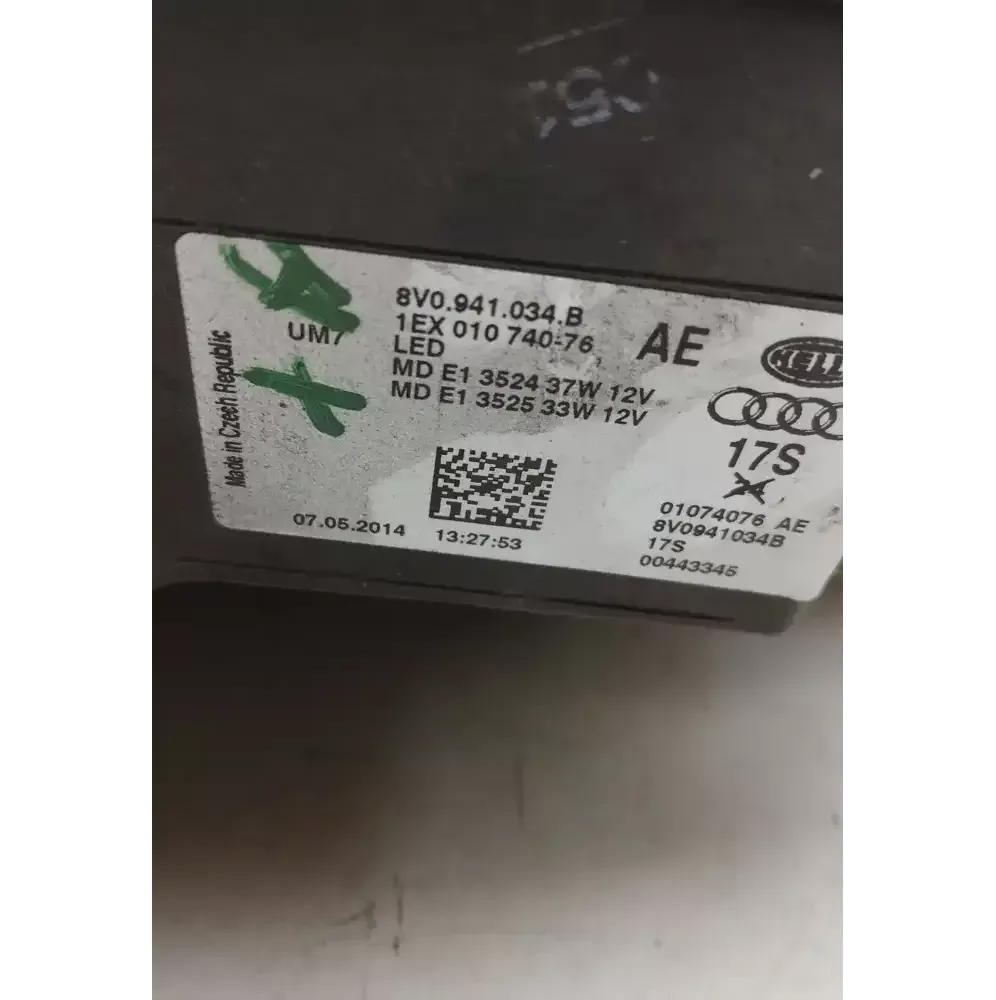 8V0.941.034.B
1EX 010 740-76
LED
MD E1 3524 37W 12V
MD E1 3525 33W 12V
AE
HELL
UM7
Made in Czech Republic
17S
07.05.2014 13:27:53
01074076 AE
8V0941034B
17S
00443345